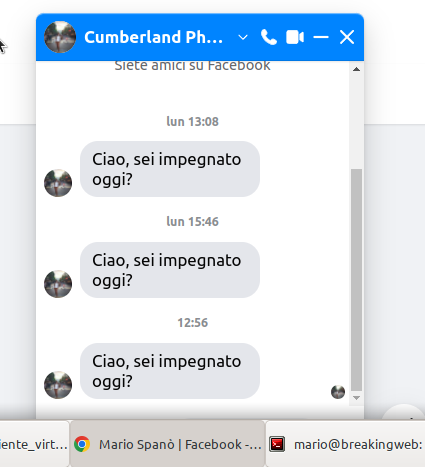 Cumberland Ph...
Siete amici su Facebook
lun 13:08
Ciao, sei impegnato
oggi?
lun 15:46
Ciao, sei impegnato
oggi?
12:56
Ciao, sei impegnato
oggi?
iente_virt...
Mario Spanò | Facebook -...
mario@breakingweb: